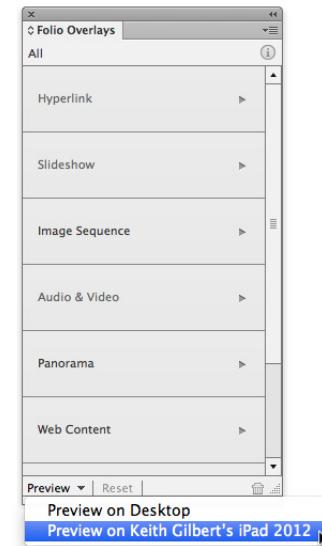 Folio Overlays
All
Hyperlink
Slideshow
Image Sequence
Audio & Video
Panorama
Web Content
Preview Reset
Preview on Desktop
Preview on Keith Gilbert's iPad 2012